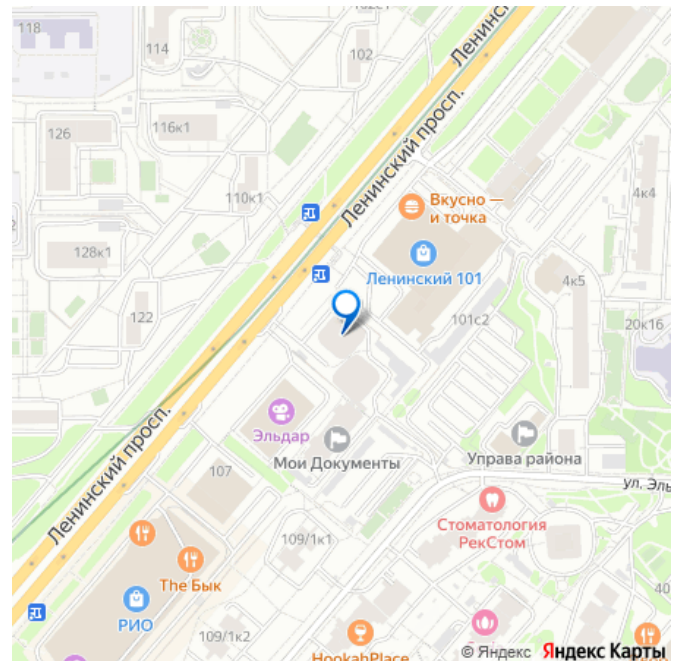 118
102к1
114
102
Ленинский
126
116к1
Ленинский просп.
110к1
Вкусно —
и точка
4к4
128к1
Ленинский 101
4к5
122
101с2
20к16
Эльдар
Мои Документы
Управа района
Ленинский просп.
107
ул. Эль
Стоматология
РекСтом
109/1к1
The Бык
РИО
40
109/1к2
HookahPlace
© Яндекс Яндекс Карты